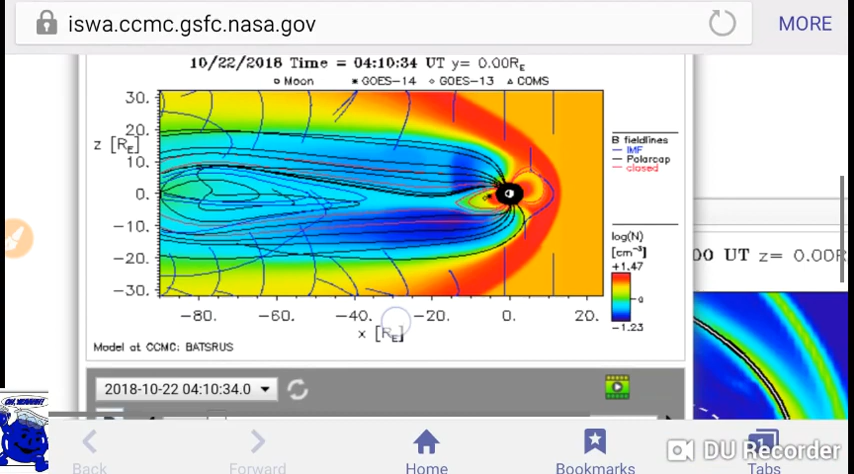 iswa.ccmc.gsfc.nasa.gov
MORE
10/22/2018 Time = 04:10:34 UT y= 0.00RE
Moon GOES-14 GOES-13 COMS
z [RE]
30.
20.
10.
0.
-10.
-20.
-30.
-80. -60. -40. -20. 0. 20.
x [RE]
B fieldlines
IMF
Polarcap
closed
log(N)
[cm-3]
+1.47
0
-1.23
Model at CCMC: BATSRUS
00 UT z= 0.00R
2018-10-22 04:10:34.0
Back
Forward
Home
Bookmarks
1
Tabs
DU Recorder